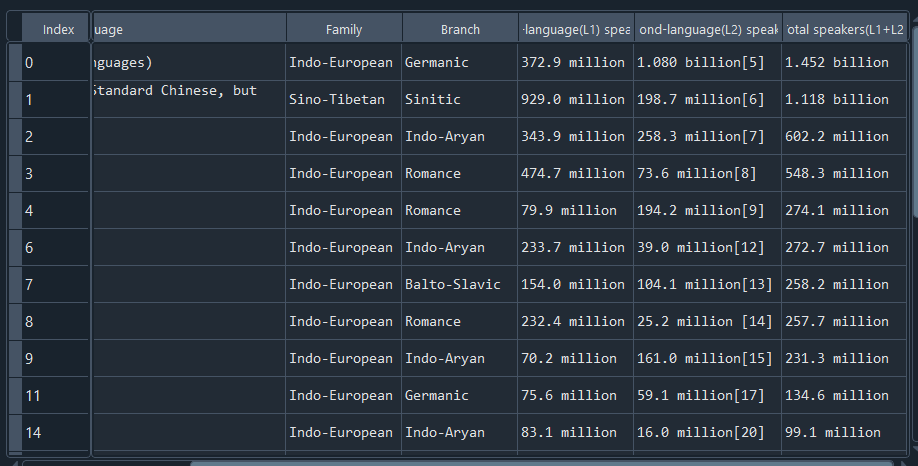 Index uage Family Branch -language(L1) spea ond-language(L2) speak Total speakers(L1+L2
0 nguages) Indo-European Germanic 372.9 million 1.080 billion[5] 1.452 billion
1 Standard Chinese, but Sino-Tibetan Sinitic 929.0 million 198.7 million[6] 1.118 billion
2 Indo-European Indo-Aryan 343.9 million 258.3 million[7] 602.2 million
3 Indo-European Romance 474.7 million 73.6 million[8] 548.3 million
4 Indo-European Romance 79.9 million 194.2 million[9] 274.1 million
6 Indo-European Indo-Aryan 233.7 million 39.0 million[12] 272.7 million
7 Indo-European Balto-Slavic 154.0 million 104.1 million[13] 258.2 million
8 Indo-European Romance 232.4 million 25.2 million [14] 257.7 million
9 Indo-European Indo-Aryan 70.2 million 161.0 million[15] 231.3 million
11 Indo-European Germanic 75.6 million 59.1 million[17] 134.6 million
14 Indo-European Indo-Aryan 83.1 million 16.0 million[20] 99.1 million